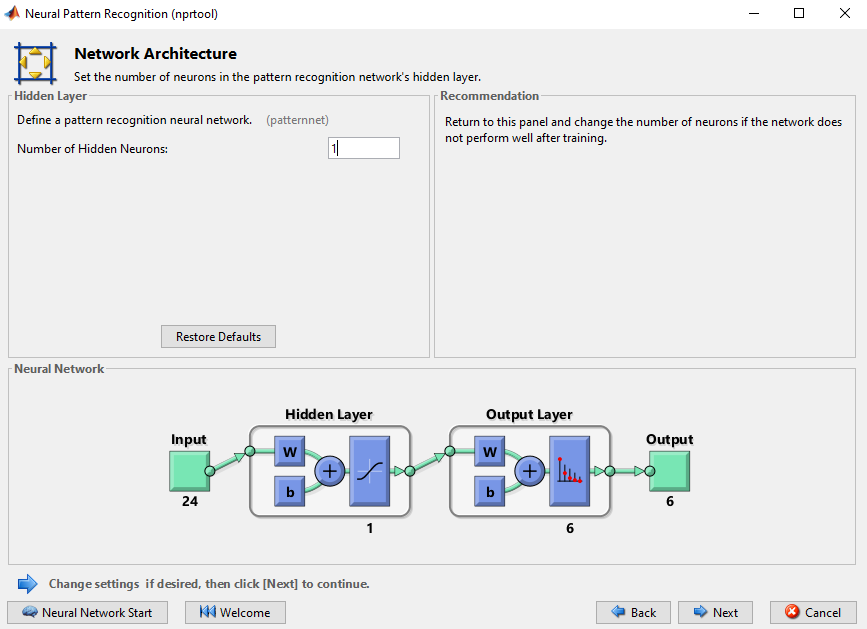 Neural Pattern Recognition (nprtool)
Network Architecture
Set the number of neurons in the pattern recognition network's hidden layer.
Hidden Layer
Define a pattern recognition neural network. (patternnet)
Number of Hidden Neurons: 1
Restore Defaults
Recommendation
Return to this panel and change the number of neurons if the network does
not perform well after training.
Neural Network
Hidden Layer
Output Layer
Input
Output
W
b
+
W
b
+
24
1
6
6
Change settings if desired, then click [Next] to continue.
Neural Network Start
Welcome
Back
Next
Cancel